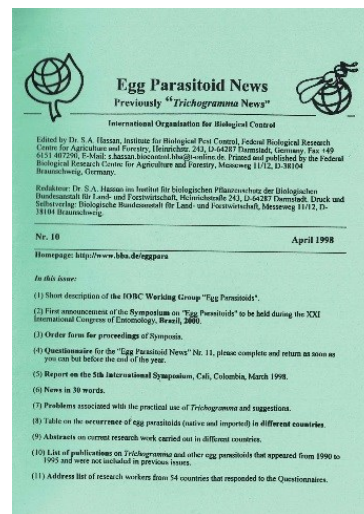 Egg Parasitoid News
Previously "Trichogramma News"
International Organization for Biological Control
Edited by Dr. S.A. Hassan, Institute for Biological Pest Control, Federal Biological Research
Centre for Agriculture and Forestry, Heinrichstr. 243, D-64287 Darmstadt, Germany. Fax +49
6151 407290, E-Mail: s.hassan.biocontrol.bba@t-online.de. Printed and published by the Federal
Biological Research Centre for Agriculture and Forestry, Messeweg 11/12, D-38104
Braunschweig, Germany.
Redakteur: Dr. S.A. Hassan im Institut für biologischen Pflanzenschutz der Biologischen
Bundesanstalt für Land- und Forstwirtschaft, Heinrichstraße 243, D-64287 Darmstadt. Druck und
Selbstverlag: Biologische Bundesanstalt für Land- und Forstwirtschaft, Messeweg 11/12, D-
38104 Braunschweig.
Nr. 10 April 1998
Homepage: http://www.bba.de/eggpara
In this issue:
(1) Short description of the IOBC Working Group "Egg Parasitoids".
(2) First announcement of the Symposium on "Egg Parasitoids" to be held during the XXI
International Congress of Entomology, Brazil, 2000.
(3) Order form for proceedings of Symposia.
(4) Questionnaire for the "Egg Parasitoid News" Nr. 11, please complete and return as soon as
you can but before the end of the year.
(5) Report on the 5th International Symposium, Cali, Colombia, March 1998.
(6) News in 30 words.
(7) Problems associated with the practical use of Trichogramma and suggestions.
(8) Table on the occurrence of egg parasitoids (native and imported) in different countries.
(9) Abstracts on current research work carried out in different countries.
(10) List of publications on Trichogramma and other egg parasitoids that appeared from 1990 to
1995 and were not included in previous issues.
(11) Address list of research workers from 54 countries that responded to the Questionnaires.